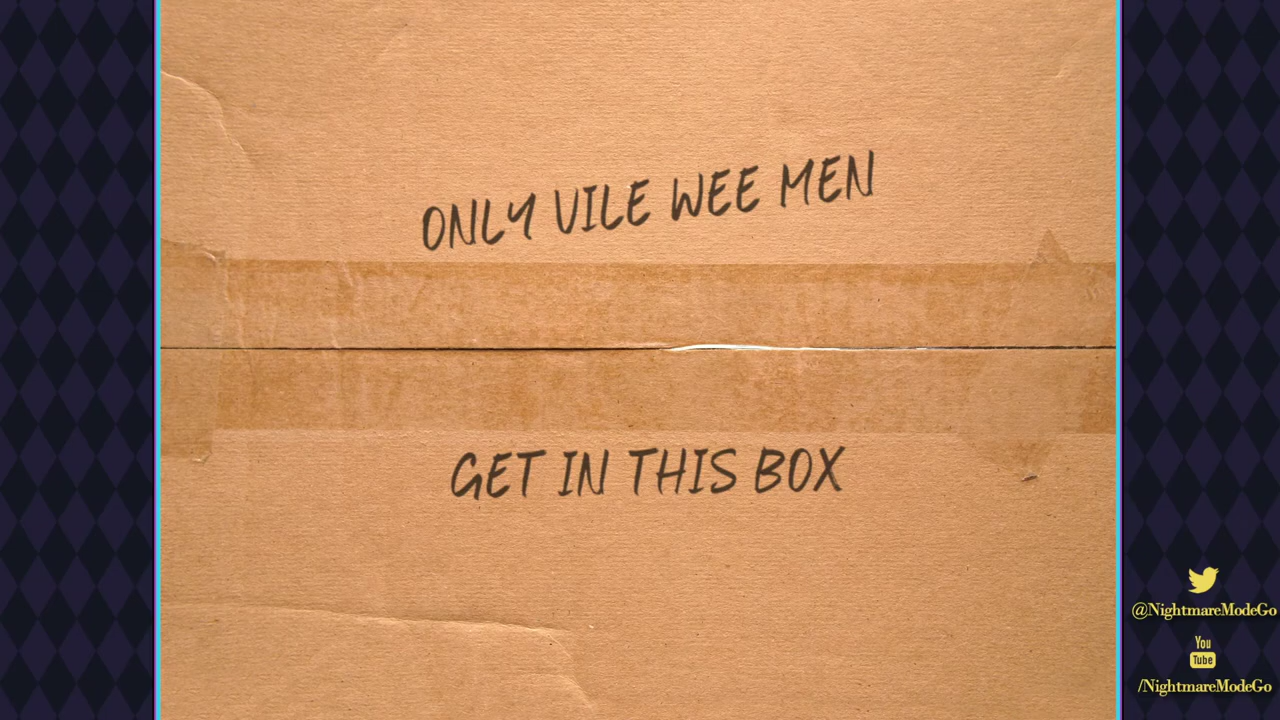 ONLY VILE WEE MEN
GET IN THIS BOX
@NightmareModeGo
You
Tube
/NightmareModeGo